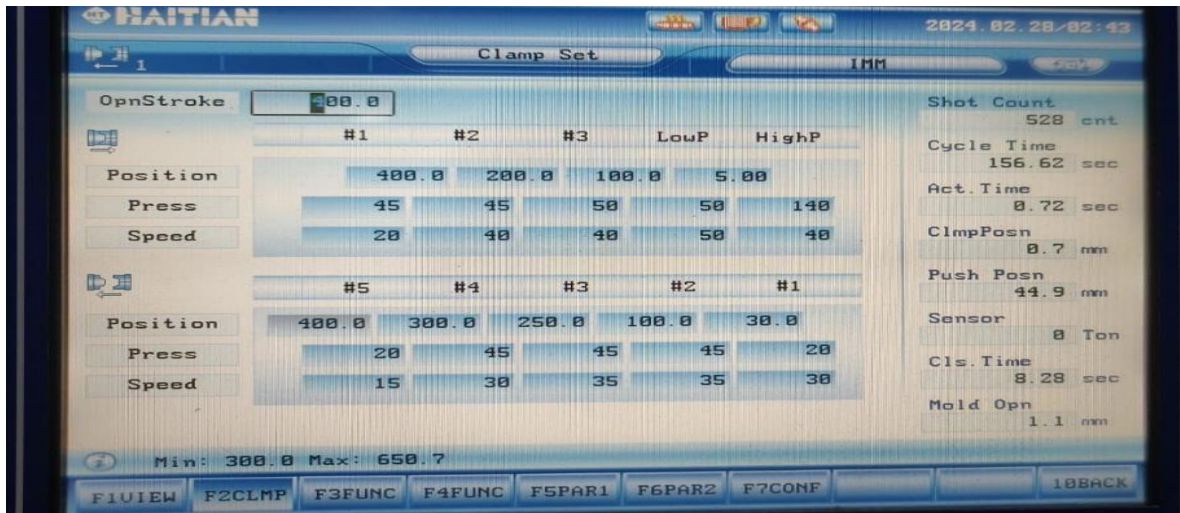 HT HAITIAN
2024.02.28/02:43
1
Clamp Set
IMM
OpnStroke 400.0
#1 #2 #3 LowP HighP
Position 400.0 200.0 100.0 5.00
Press 45 45 50 50 140
Speed 20 40 40 50 40
#5 #4 #3 #2 #1
Position 400.0 300.0 250.0 100.0 30.0
Press 20 45 45 45 20
Speed 15 30 35 35 30
Shot Count
528 cnt
Cycle Time
156.62 sec
Act.Time
0.72 sec
ClmpPosn
0.7 mm
Push Posn
44.9 mm
Sensor
0 Ton
Cls.Time
8.28 sec
Mold Opn
1.1 mm
i Min: 300.0 Max: 650.7
F1VIEW F2CLMP F3FUNC F4FUNC F5PAR1 F6PAR2 F7CONF 10BACK